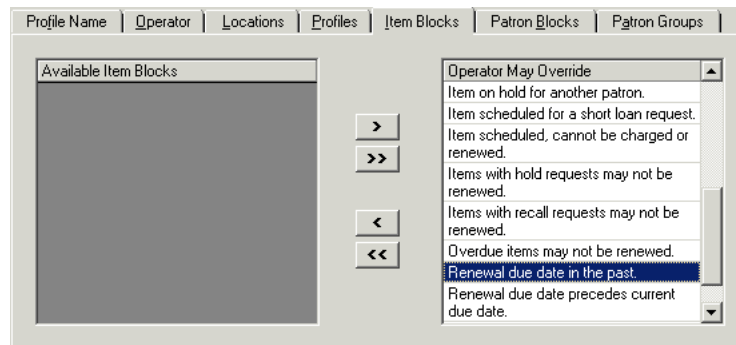 Profile Name Operator Locations Profiles Item Blocks Patron Blocks Patron Groups
Available Item Blocks
>
>>
<
<<
Operator May Override
Item on hold for another patron.
Item scheduled for a short loan request.
Item scheduled, cannot be charged or
renewed.
Items with hold requests may not be
renewed.
Items with recall requests may not be
renewed.
Overdue items may not be renewed.
Renewal due date in the past.
Renewal due date precedes current
due date.